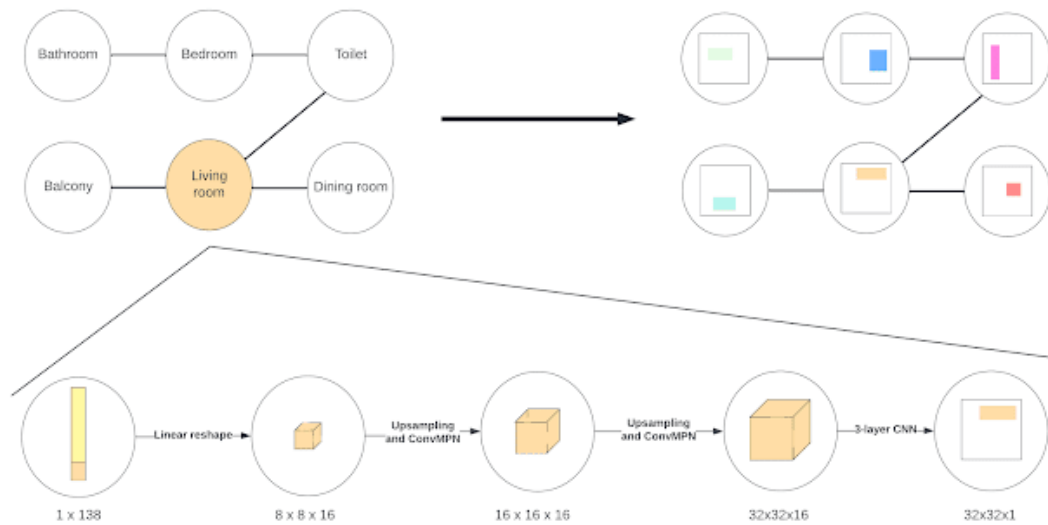 Bathroom
Bedroom
Toilet
Balcony
Living
room
Dining room
Linear reshape
Upsampling
and ConvMPN
Upsampling
and ConvMPN
3-layer CNN
1 x 138
8 x 8 x 16
16 x 16 x 16
32x32x16
32x32x1